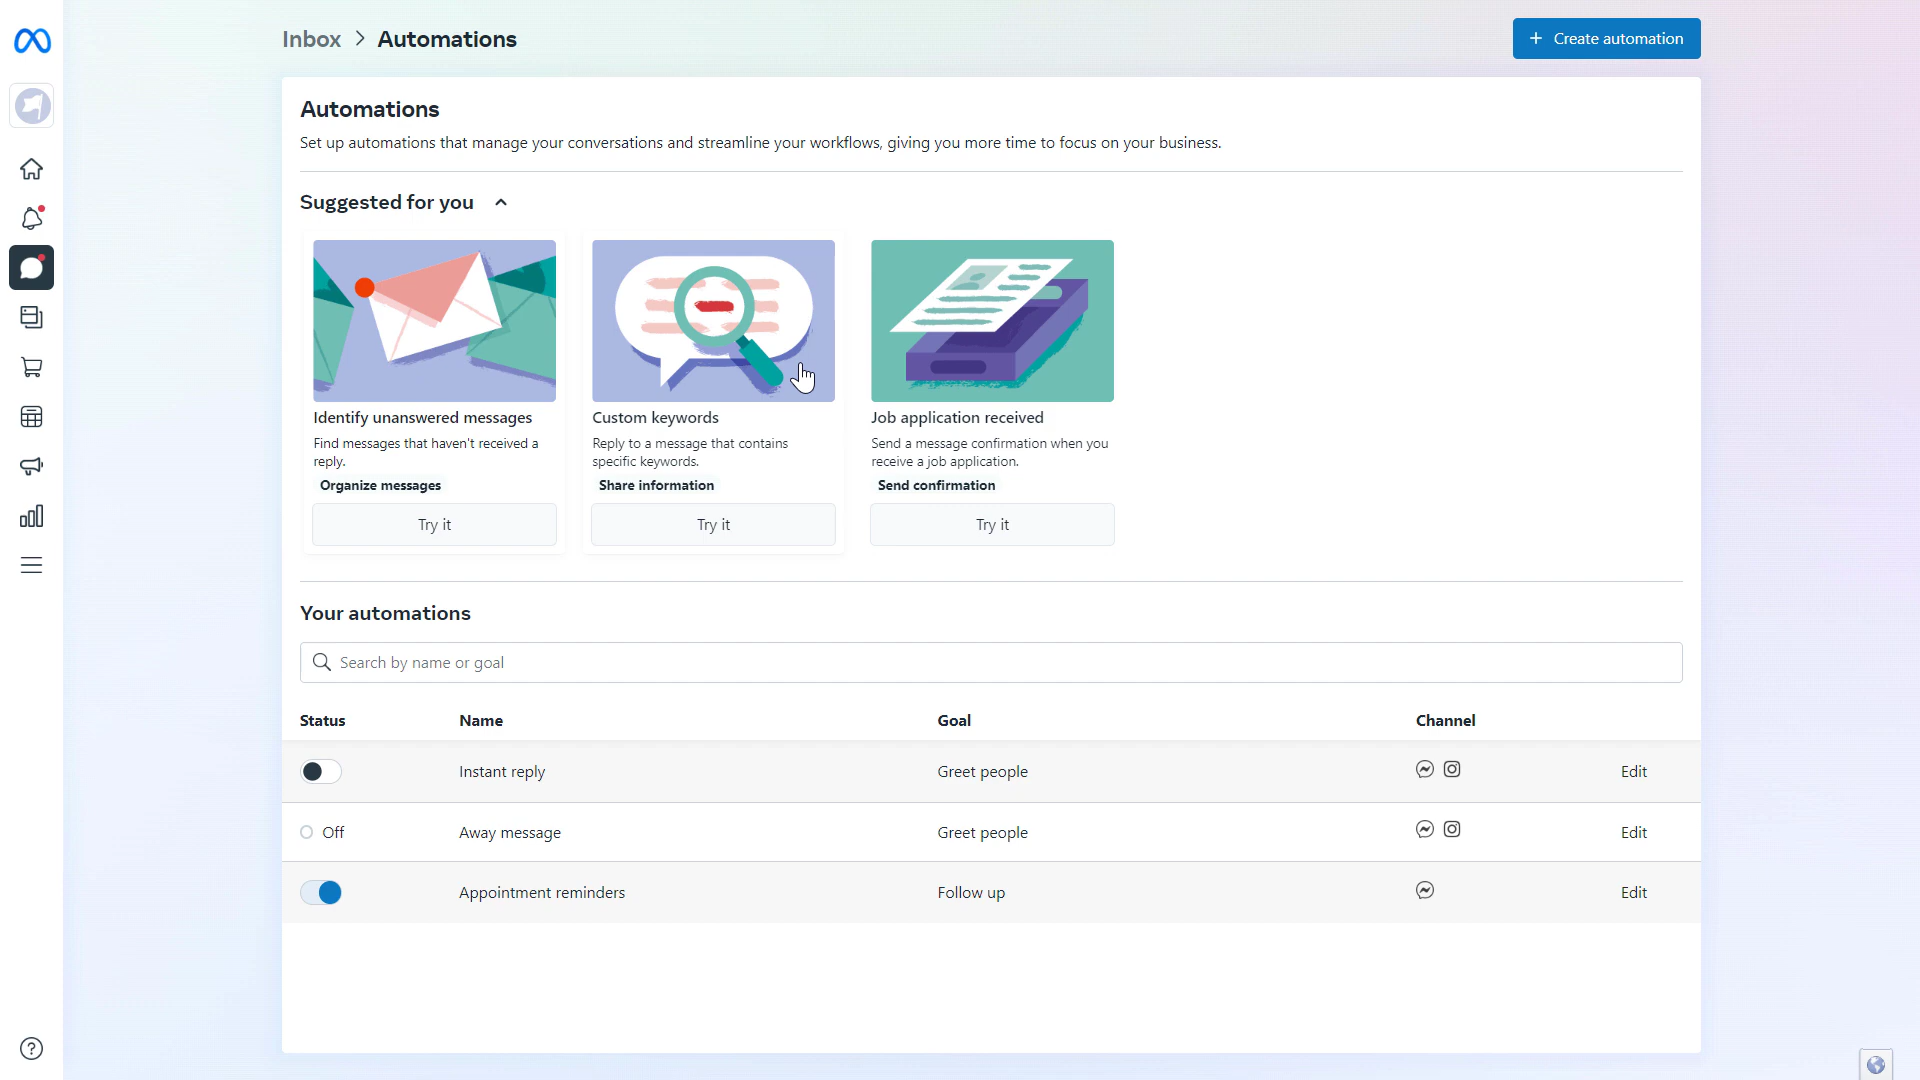 Inbox > Automations
+ Create automation
Automations
Set up automations that manage your conversations and streamline your workflows, giving you more time to focus on your business.
Suggested for you
Identify unanswered messages
Find messages that haven't received a
reply.
Organize messages
Try it
Custom keywords
Reply to a message that contains
specific keywords.
Share information
Try it
Job application received
Send a message confirmation when you
receive a job application.
Send confirmation
Try it
Your automations
Search by name or goal
Status Name Goal Channel
Instant reply Greet people Edit
Off Away message Greet people Edit
Appointment reminders Follow up Edit